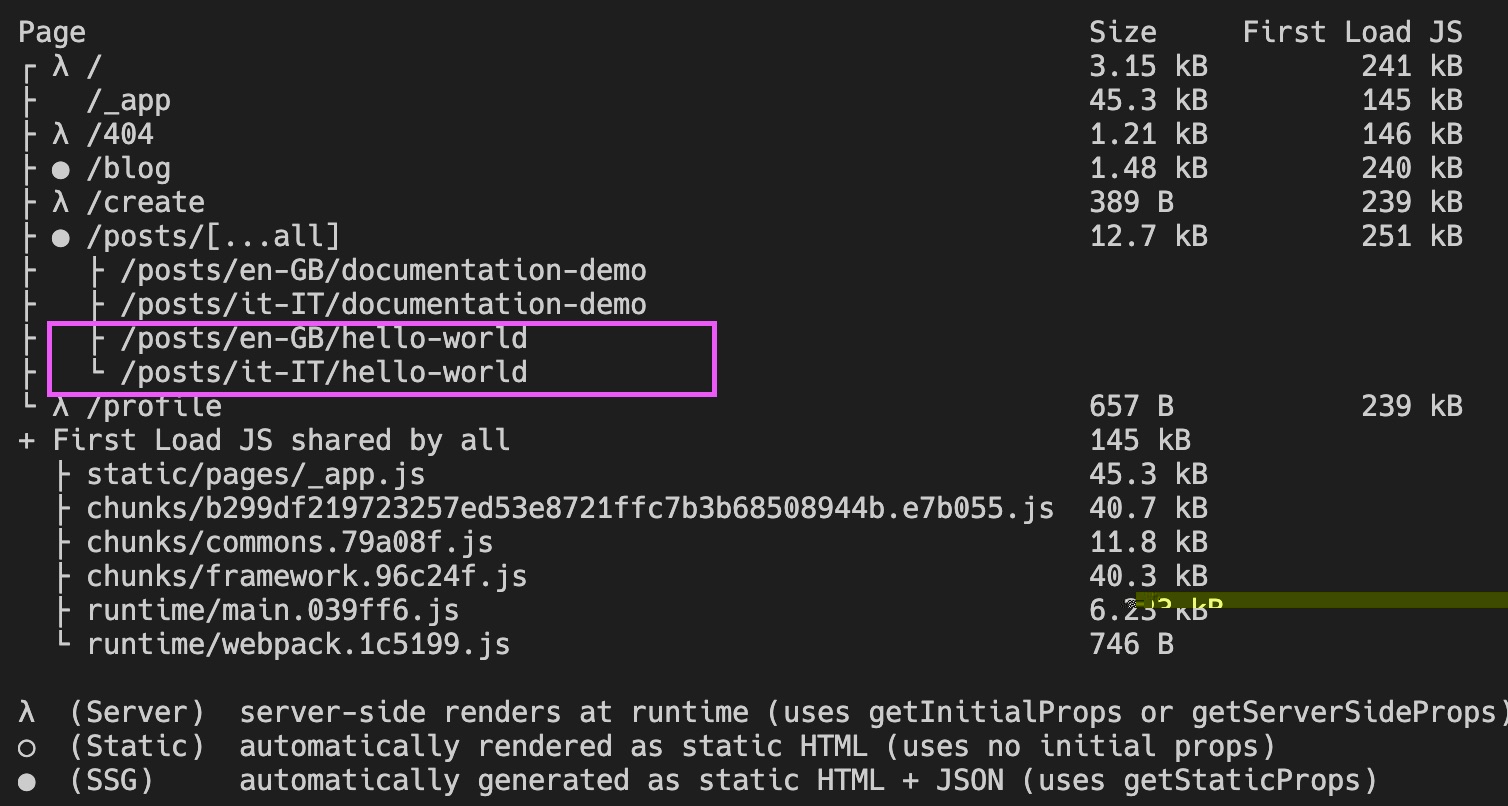 Page Size First Load JS
┌ λ / 3.15 kB 241 kB
├   /_app 45.3 kB 145 kB
├ λ /404 1.21 kB 146 kB
├ ● /blog 1.48 kB 240 kB
├ λ /create 389 B 239 kB
├ ● /posts/[...all] 12.7 kB 251 kB
├   ├ /posts/en-GB/documentation-demo
├   ├ /posts/it-IT/documentation-demo
├   ├ /posts/en-GB/hello-world
├   └ /posts/it-IT/hello-world
└ λ /profile 657 B 239 kB
+ First Load JS shared by all 145 kB
  ├ static/pages/_app.js 45.3 kB
  ├ chunks/b299df219723257ed53e8721ffc7b3b68508944b.e7b055.js 40.7 kB
  ├ chunks/commons.79a08f.js 11.8 kB
  ├ chunks/framework.96c24f.js 40.3 kB
  ├ runtime/main.039ff6.js 6.23 kB
  └ runtime/webpack.1c5199.js 746 B
λ (Server) server-side renders at runtime (uses getInitialProps or getServerSideProps)
○ (Static) automatically rendered as static HTML (uses no initial props)
● (SSG) automatically generated as static HTML + JSON (uses getStaticProps)